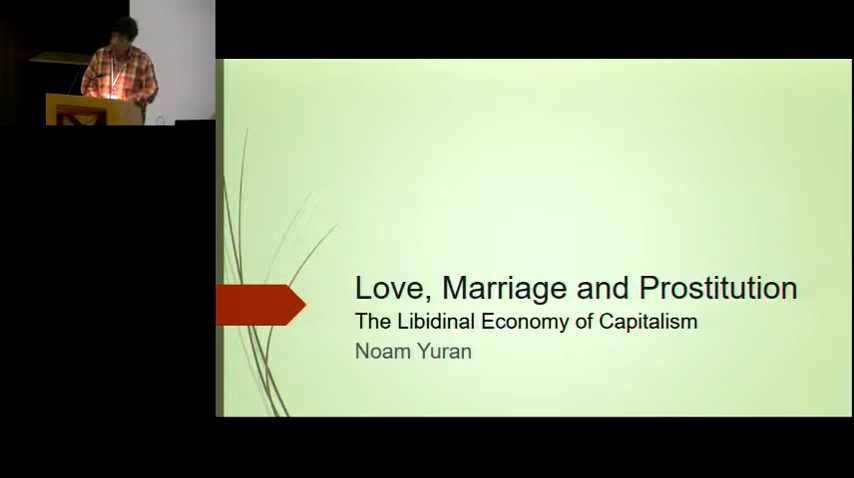 Love, Marriage and Prostitution
The Libidinal Economy of Capitalism
Noam Yuran